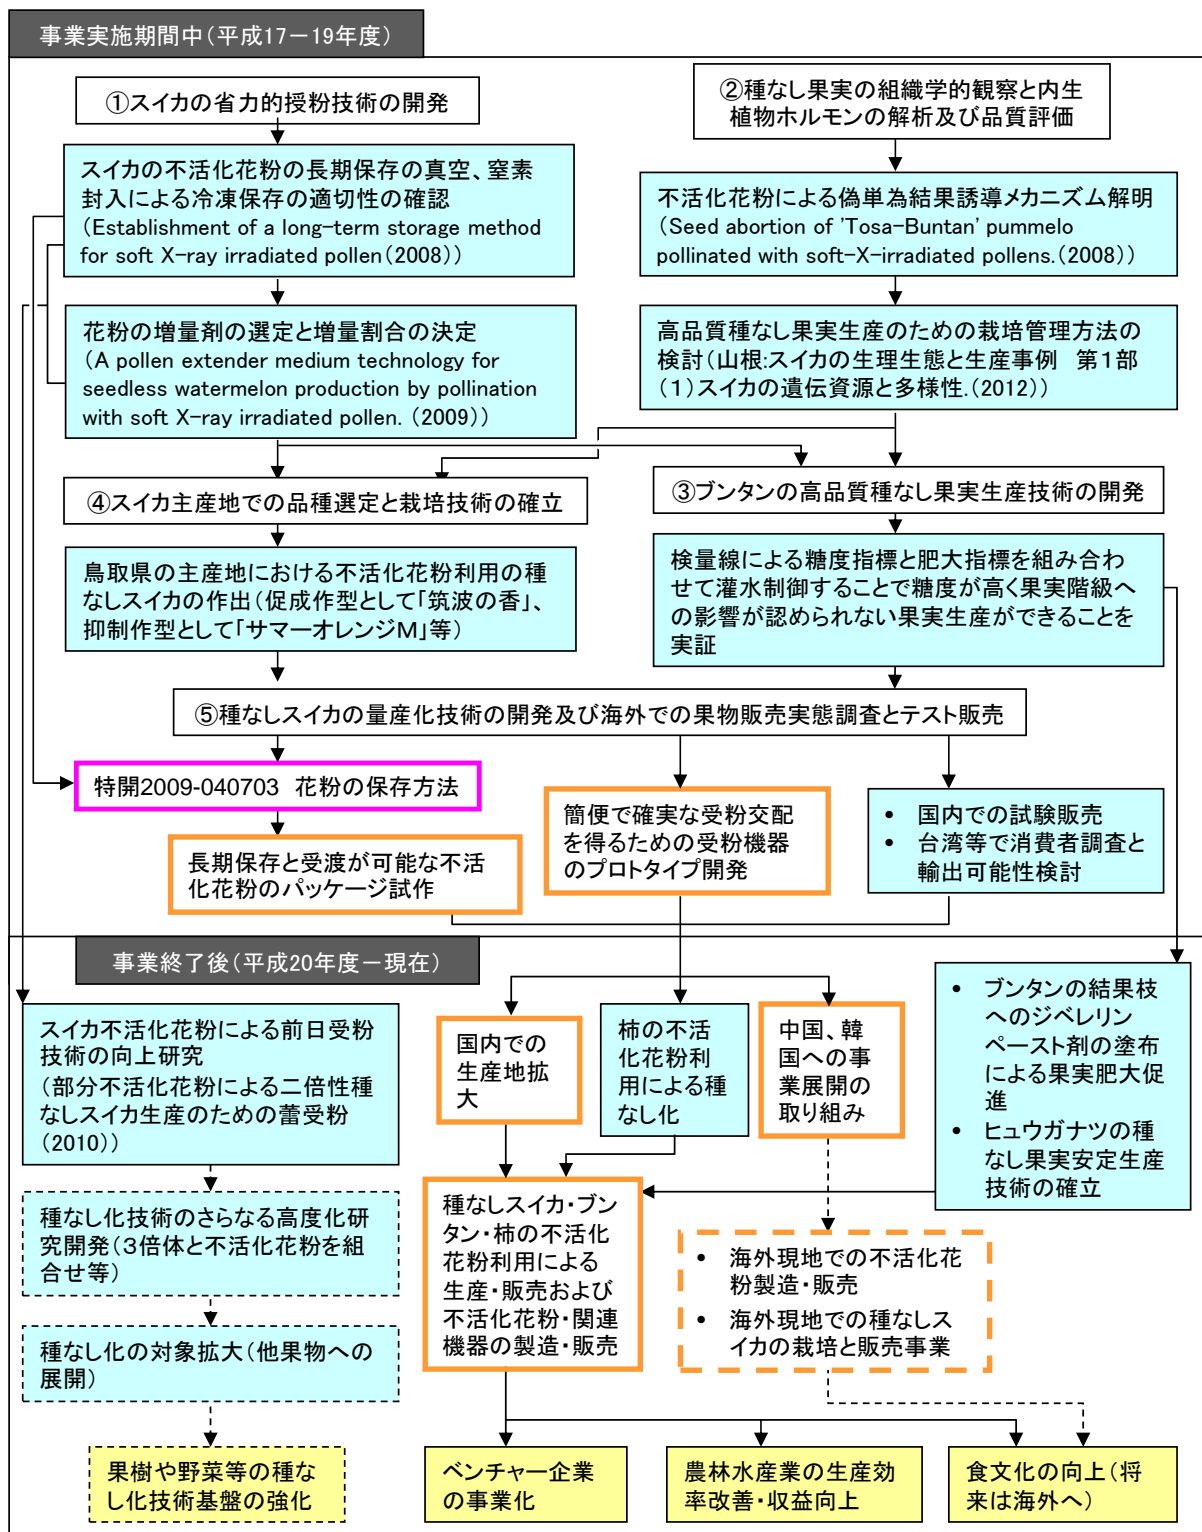 事業実施期間中(平成17－19年度)
①スイカの省力的授粉技術の開発
②種なし果実の組織学的観察と内生
植物ホルモンの解析及び品質評価
スイカの不活化花粉の長期保存の真空、窒素
封入による冷凍保存の適切性の確認
(Establishment of a long-term storage method
for soft X-ray irradiated pollen(2008))
不活化花粉による偽単為結果誘導メカニズム解明
(Seed abortion of 'Tosa-Buntan' pummelo
pollinated with soft-X-irradiated pollens.(2008))
花粉の増量剤の選定と増量割合の決定
(A pollen extender medium technology for
seedless watermelon production by pollination
with soft X-ray irradiated pollen. (2009))
高品質種なし果実生産のための栽培管理方法の
検討(山根:スイカの生理生態と生産事例 第１部
(１)スイカの遺伝資源と多様性.(2012))
④スイカ主産地での品種選定と栽培技術の確立
③ブンタンの高品質種なし果実生産技術の開発
鳥取県の主産地における不活化花粉利用の種
なしスイカの作出(促成作型として「筑波の香」、
抑制作型として「サマーオレンジM」等)
検量線による糖度指標と肥大指標を組み合わ
せて灌水制御することで糖度が高く果実階級へ
の影響が認められない果実生産ができることを
実証
⑤種なしスイカの量産化技術の開発及び海外での果物販売実態調査とテスト販売
特開2009-040703 花粉の保存方法
長期保存と受渡が可能な不活
化花粉のパッケージ試作
簡便で確実な受粉交配
を得るための受粉機器
のプロトタイプ開発
• 国内での試験販売
• 台湾等で消費者調査と
輸出可能性検討
事業終了後(平成20年度－現在)
スイカ不活化花粉による前日受粉
技術の向上研究
(部分不活化花粉による二倍性種
なしスイカ生産のための蕾受粉
(2010))
国内での
生産地拡
大
柿の不活
化花粉利
用による種
なし化
中国、韓
国への事
業展開の
取り組み
• ブンタンの結果枝
へのジベレリン
ペースト剤の塗布
による果実肥大促
進
• ヒュウガナツの種
なし果実安定生産
技術の確立
種なし化技術のさらなる高度化研
究開発(３倍体と不活化花粉を組
合せ等)
種なしスイカ・ブン
タン・柿の不活化
花粉利用による
生産・販売および
不活化花粉・関連
機器の製造・販売
• 海外現地での不活化花
粉製造・販売
• 海外現地での種なしス
イカの栽培と販売事業
種なし化の対象拡大(他果物への
展開)
果樹や野菜等の種な
し化技術基盤の強化
ベンチャー企業
の事業化
農林水産業の生産効
率改善・収益向上
食文化の向上(将
来は海外へ)